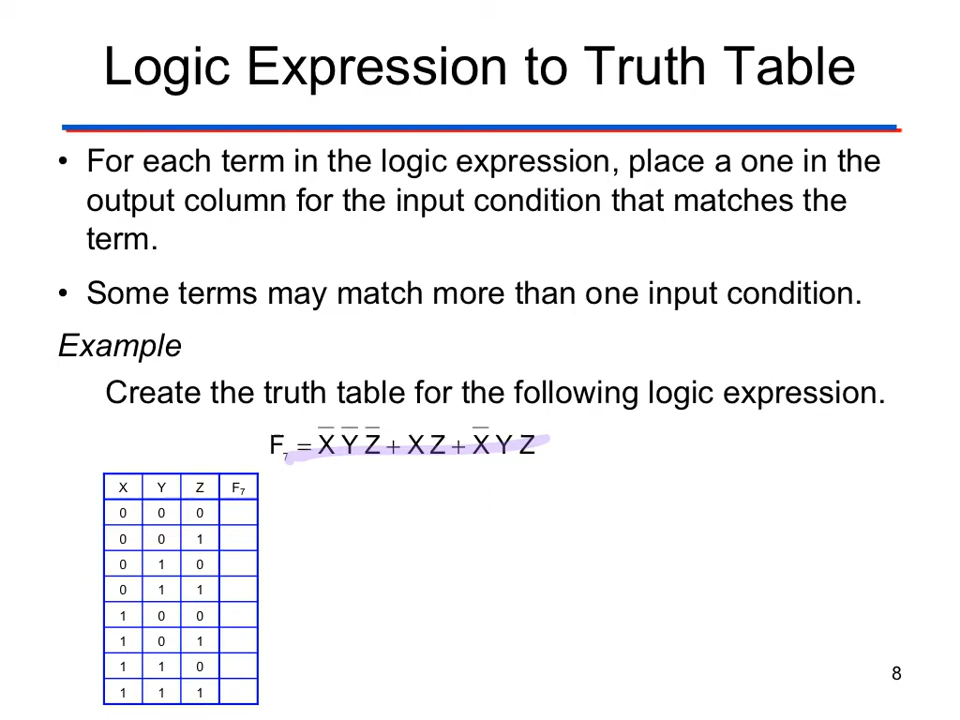 Logic Expression to Truth Table
• For each term in the logic expression, place a one in the
output column for the input condition that matches the
term.
• Some terms may match more than one input condition.
Example
Create the truth table for the following logic expression.
F₇ = X̅ Y̅ Z̅ + X Z + X̅ Y Z
X Y Z F₇
0 0 0
0 0 1
0 1 0
0 1 1
1 0 0
1 0 1
1 1 0
1 1 1
8